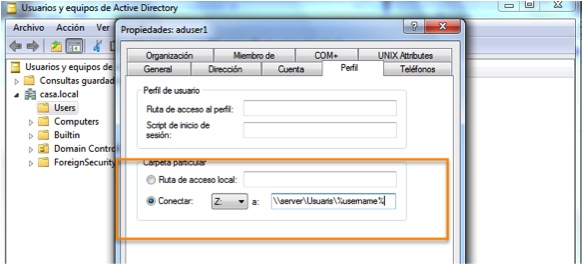 Usuarios y equipos de Active Directory
Archivo Acción Ver
Usuarios y equipos de
Consultas guardad
casa.local
Users
Computers
Builtin
Domain Contro
ForeignSecurity
Propiedades: aduser1
Organización Miembro de COM+ UNIX Attributes
General Dirección Cuenta Perfil Teléfonos
Perfil de usuario
Ruta de acceso al perfil:
Script de inicio de
sesión:
Carpeta particular
Ruta de acceso local:
Conectar: Z: a: \\server\Usuaris\%username%